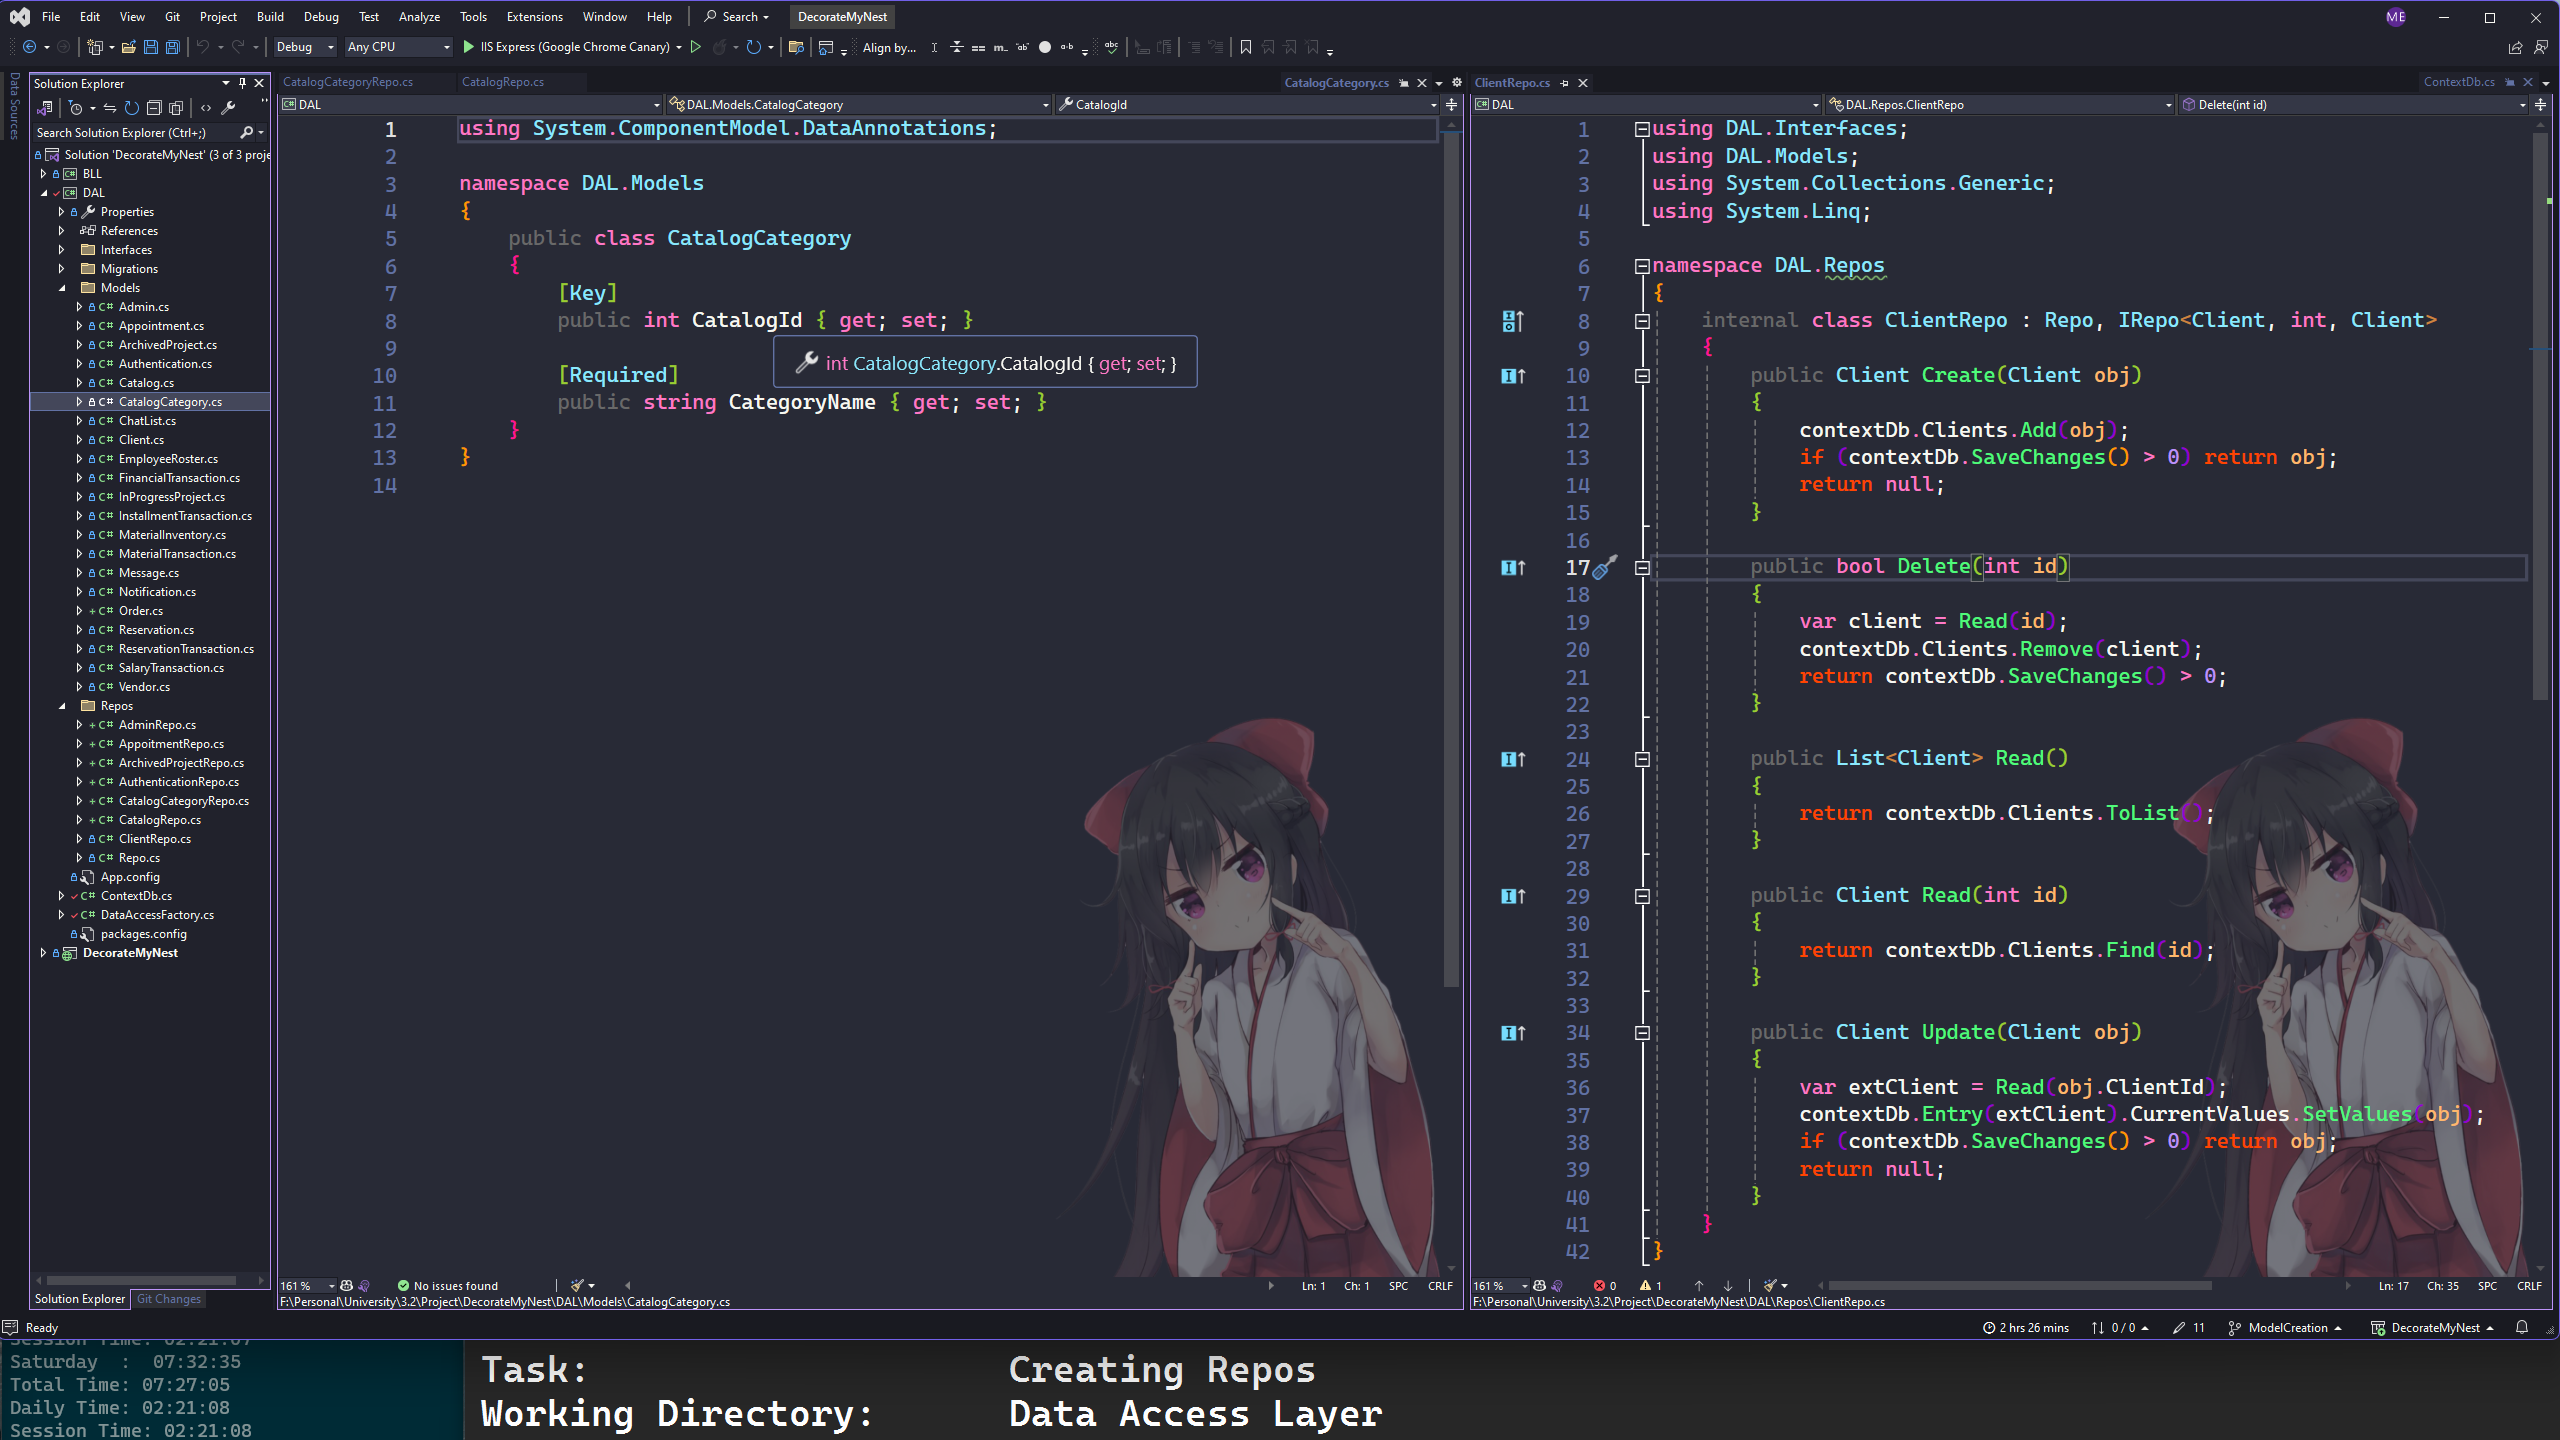 File Edit View Git Project Build Debug Test Analyze Tools Extensions Window Help Search DecorateMyNest ME
Debug Any CPU IIS Express (Google Chrome Canary) Align by...
Data Sources
Solution Explorer
Search Solution Explorer (Ctrl+;)
Solution 'DecorateMyNest' (3 of 3 proje
BLL
DAL
Properties
References
Interfaces
Migrations
Models
Admin.cs
Appointment.cs
ArchivedProject.cs
Authentication.cs
Catalog.cs
CatalogCategory.cs
ChatList.cs
Client.cs
EmployeeRoster.cs
FinancialTransaction.cs
InProgressProject.cs
InstallmentTransaction.cs
MaterialInventory.cs
MaterialTransaction.cs
Message.cs
Notification.cs
Order.cs
Reservation.cs
ReservationTransaction.cs
SalaryTransaction.cs
Vendor.cs
Repos
AdminRepo.cs
AppoitmentRepo.cs
ArchivedProjectRepo.cs
AuthenticationRepo.cs
CatalogCategoryRepo.cs
CatalogRepo.cs
ClientRepo.cs
Repo.cs
App.config
ContextDb.cs
DataAccessFactory.cs
packages.config
DecorateMyNest
Solution Explorer Git Changes
CatalogCategoryRepo.cs CatalogRepo.cs CatalogCategory.cs
DAL DAL.Models.CatalogCategory CatalogId
1 using System.ComponentModel.DataAnnotations;
2
3 namespace DAL.Models
4 {
5 public class CatalogCategory
6 {
7 [Key]
8 public int CatalogId { get; set; }
9
int CatalogCategory.CatalogId { get; set; }
10 [Required]
11 public string CategoryName { get; set; }
12 }
13 }
14
161 % No issues found Ln: 1 Ch: 1 SPC CRLF
F:\Personal\University\3.2\Project\DecorateMyNest\DAL\Models\CatalogCategory.cs
ClientRepo.cs ContextDb.cs
DAL DAL.Repos.ClientRepo Delete(int id)
1 using DAL.Interfaces;
2 using DAL.Models;
3 using System.Collections.Generic;
4 using System.Linq;
5
6 namespace DAL.Repos
7 {
8 internal class ClientRepo : Repo, IRepo<Client, int, Client>
9 {
10 public Client Create(Client obj)
11 {
12 contextDb.Clients.Add(obj);
13 if (contextDb.SaveChanges() > 0) return obj;
14 return null;
15 }
16
17 public bool Delete(int id)
18 {
19 var client = Read(id);
20 contextDb.Clients.Remove(client);
21 return contextDb.SaveChanges() > 0;
22 }
23
24 public List<Client> Read()
25 {
26 return contextDb.Clients.ToList();
27 }
28
29 public Client Read(int id)
30 {
31 return contextDb.Clients.Find(id);
32 }
33
34 public Client Update(Client obj)
35 {
36 var extClient = Read(obj.ClientId);
37 contextDb.Entry(extClient).CurrentValues.SetValues(obj);
38 if (contextDb.SaveChanges() > 0) return obj;
39 return null;
40 }
41 }
42 }
161 % 0 1 Ln: 17 Ch: 35 SPC CRLF
F:\Personal\University\3.2\Project\DecorateMyNest\DAL\Repos\ClientRepo.cs
Ready 2 hrs 26 mins 0 / 0 11 ModelCreation DecorateMyNest
Session Time: 02:21:07
Saturday : 07:32:35
Total Time: 07:27:05
Daily Time: 02:21:08
Session Time: 02:21:08
Task: Creating Repos
Working Directory: Data Access Layer